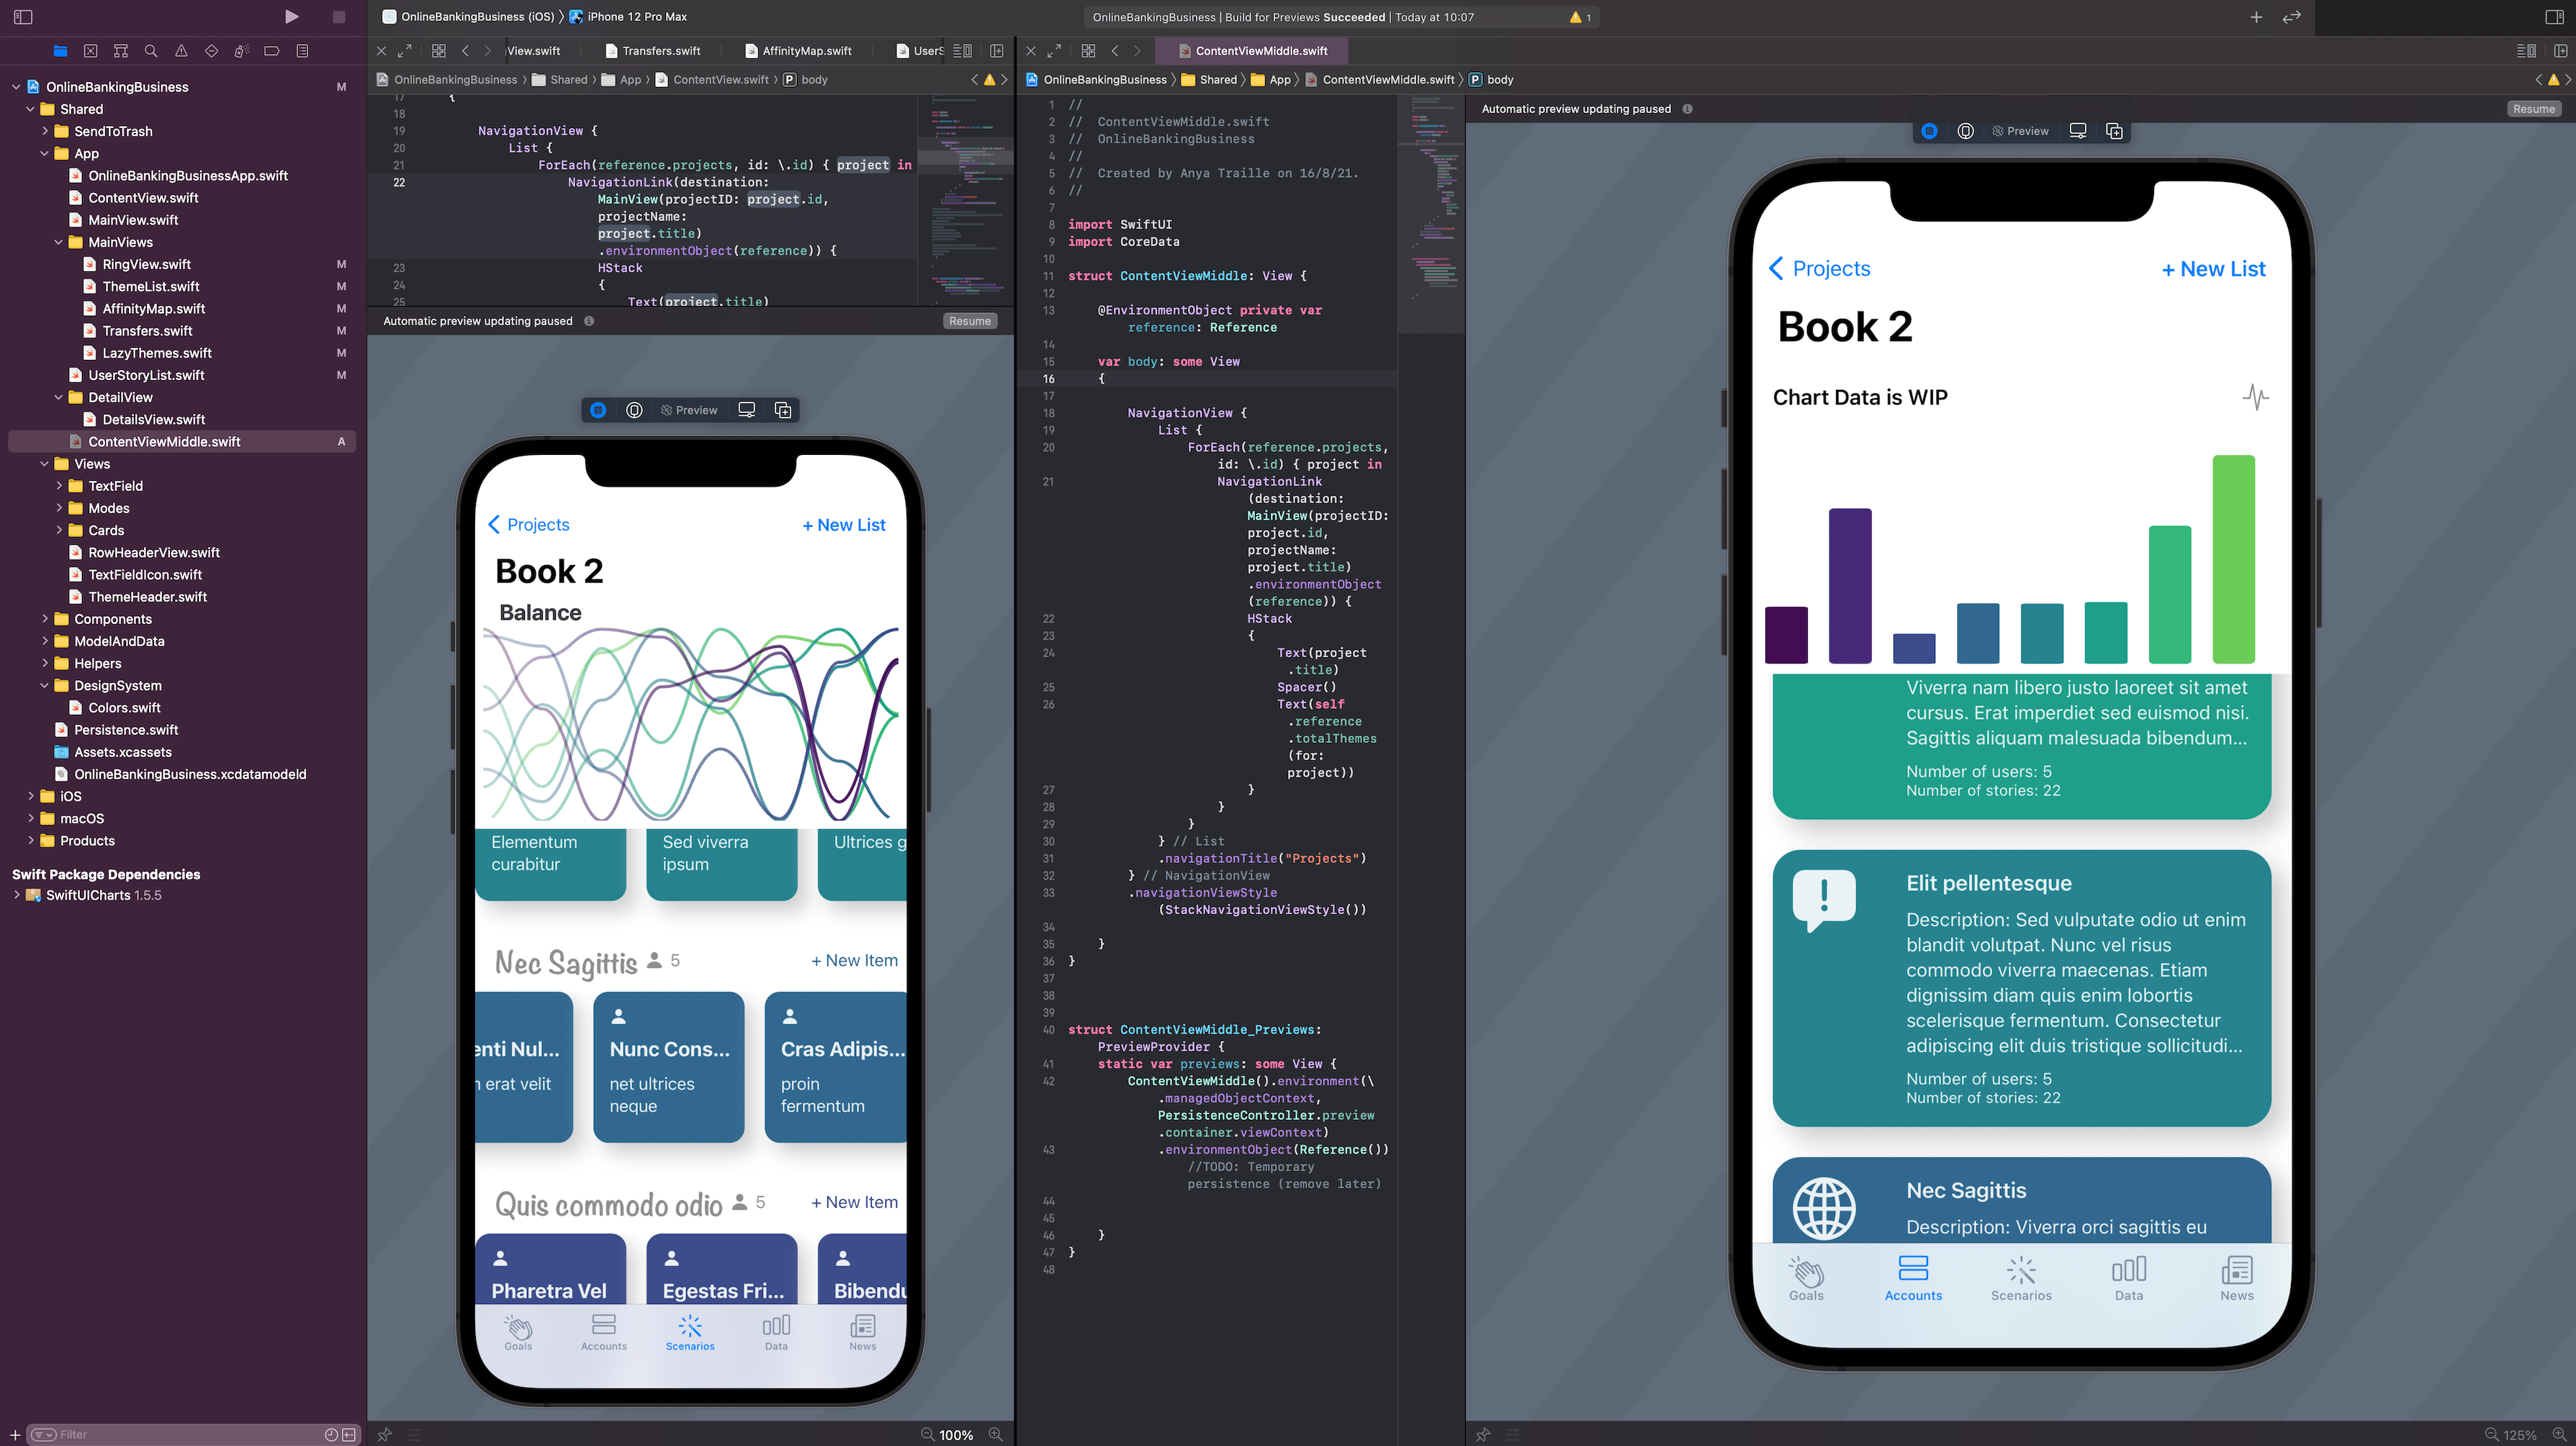 OnlineBankingBusiness (iOS) 〉 iPhone 12 Pro Max
OnlineBankingBusiness | Build for Previews Succeeded | Today at 10:07
1
OnlineBankingBusiness M
Shared
SendToTrash
App
OnlineBankingBusinessApp.swift
ContentView.swift
MainView.swift
MainViews
RingView.swift M
ThemeList.swift M
AffinityMap.swift M
Transfers.swift M
LazyThemes.swift M
UserStoryList.swift M
DetailView
DetailsView.swift
ContentViewMiddle.swift A
Views
TextField
Modes
Cards
RowHeaderView.swift
TextFieldIcon.swift
ThemeHeader.swift
Components
ModelAndData
Helpers
DesignSystem
Colors.swift
Persistence.swift
Assets.xcassets
OnlineBankingBusiness.xcdatamodeld
iOS
macOS
Products
Swift Package Dependencies
SwiftUICharts 1.5.5
Filter
View.swift Transfers.swift AffinityMap.swift UserS
OnlineBankingBusiness 〉 Shared 〉 App 〉 ContentView.swift 〉 P body
17 {
18
19 NavigationView {
20 List {
21 ForEach(reference.projects, id: \.id) { project in
22 NavigationLink(destination:
MainView(projectID: project.id,
projectName:
project.title)
.environmentObject(reference)) {
23 HStack
24 {
25 Text(project.title)
Automatic preview updating paused Resume
Preview
Projects + New List
Book 2
Balance
Elementum curabitur
Sed viverra ipsum
Ultrices g
Nec Sagittis 5 + New Item
enti Nul...
n erat velit
Nunc Cons...
net ultrices neque
Cras Adipis...
proin fermentum
Quis commodo odio 5 + New Item
Pharetra Vel
Egestas Fri...
Bibendu
Goals Accounts Scenarios Data News
100%
ContentViewMiddle.swift
OnlineBankingBusiness 〉 Shared 〉 App 〉 ContentViewMiddle.swift 〉 P body
1 //
2 // ContentViewMiddle.swift
3 // OnlineBankingBusiness
4 //
5 // Created by Anya Traille on 16/8/21.
6 //
7
8 import SwiftUI
9 import CoreData
10
11 struct ContentViewMiddle: View {
12
13 @EnvironmentObject private var
reference: Reference
14
15 var body: some View
16 {
17
18 NavigationView {
19 List {
20 ForEach(reference.projects,
id: \.id) { project in
21 NavigationLink
(destination:
MainView(projectID:
project.id,
projectName:
project.title)
.environmentObject
(reference)) {
22 HStack
23 {
24 Text(project
.title)
25 Spacer()
26 Text(self
.reference
.totalThemes
(for:
project))
27 }
28 }
29 }
30 } // List
31 .navigationTitle("Projects")
32 } // NavigationView
33 .navigationViewStyle
(StackNavigationViewStyle())
34
35 }
36 }
37
38
39
40 struct ContentViewMiddle_Previews:
PreviewProvider {
41 static var previews: some View {
42 ContentViewMiddle().environment(\
.managedObjectContext,
PersistenceController.preview
.container.viewContext)
43 .environmentObject(Reference())
//TODO: Temporary
persistence (remove later)
44
45
46 }
47 }
48
Automatic preview updating paused Resume
Preview
Projects + New List
Book 2
Chart Data is WIP
Viverra nam libero justo laoreet sit amet
cursus. Erat imperdiet sed euismod nisi.
Sagittis aliquam malesuada bibendum...
Number of users: 5
Number of stories: 22
Elit pellentesque
Description: Sed vulputate odio ut enim
blandit volutpat. Nunc vel risus
commodo viverra maecenas. Etiam
dignissim diam quis enim lobortis
scelerisque fermentum. Consectetur
adipiscing elit duis tristique sollicitudi...
Number of users: 5
Number of stories: 22
Nec Sagittis
Description: Viverra orci sagittis eu
Goals Accounts Scenarios Data News
125%